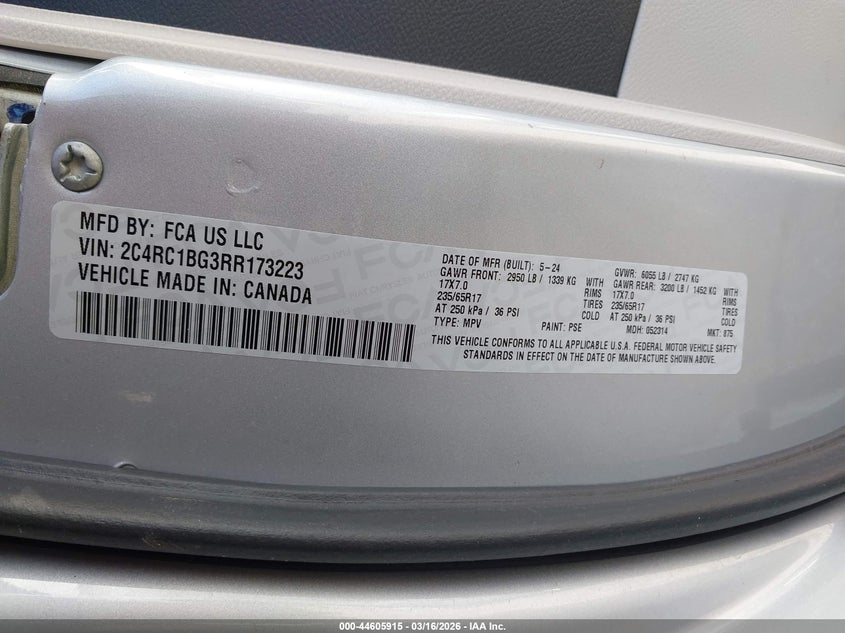 MFD BY: FCA US LLC
VIN: 2C4RC1BG3RR173223
VEHICLE MADE IN: CANADA
DATE OF MFR (BUILT): 5-24 GVWR: 6055 LB / 2747 KG
GAWR FRONT: 2950 LB / 1339 KG WITH GAWR REAR: 3200 LB / 1452 KG WITH
17X7.0 RIMS 17X7.0 RIMS
235/65R17 TIRES 235/65R17 TIRES
AT 250 kPa / 36 PSI COLD AT 250 kPa / 36 PSI COLD
TYPE: MPV PAINT: PSE MDH: 052314 MKT: 875
THIS VEHICLE CONFORMS TO ALL APPLICABLE U.S.A. FEDERAL MOTOR VEHICLE SAFETY
STANDARDS IN EFFECT ON THE DATE OF MANUFACTURE SHOWN ABOVE.
000-44605915 - 03/16/2026 - IAA Inc.